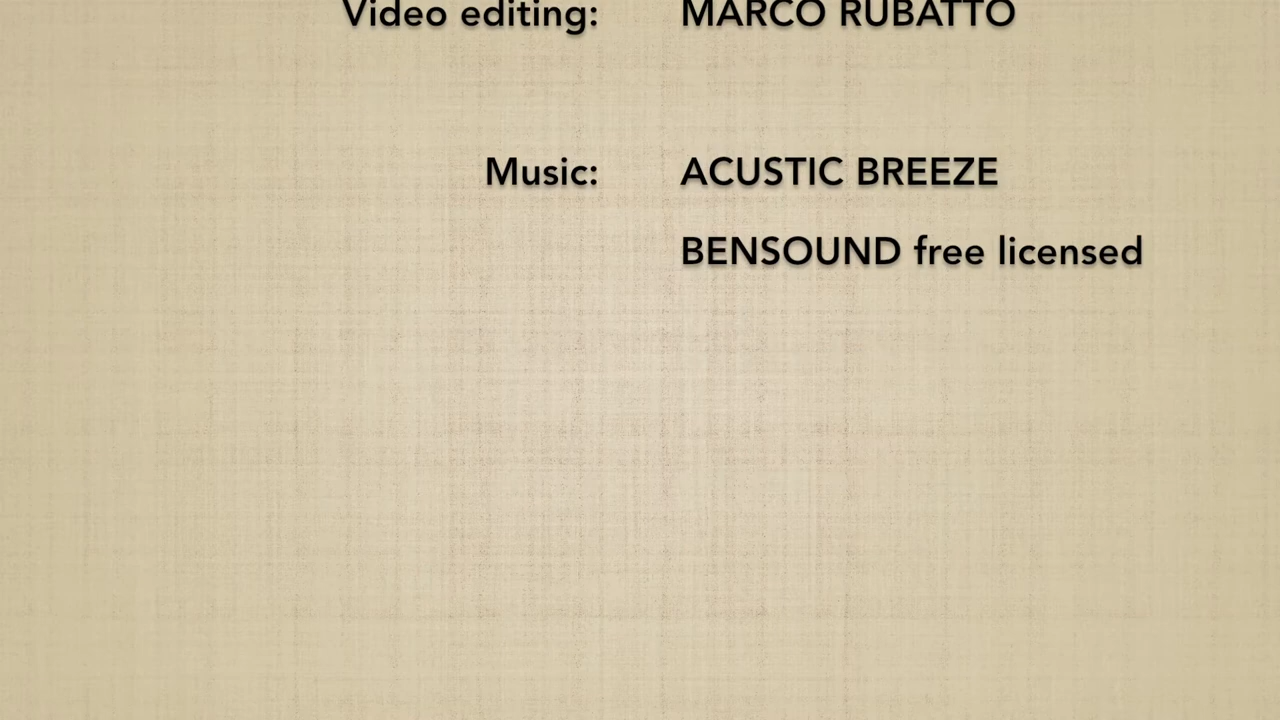 Video editing: MARCO RUBATTO
Music: ACUSTIC BREEZE
BENSOUND free licensed